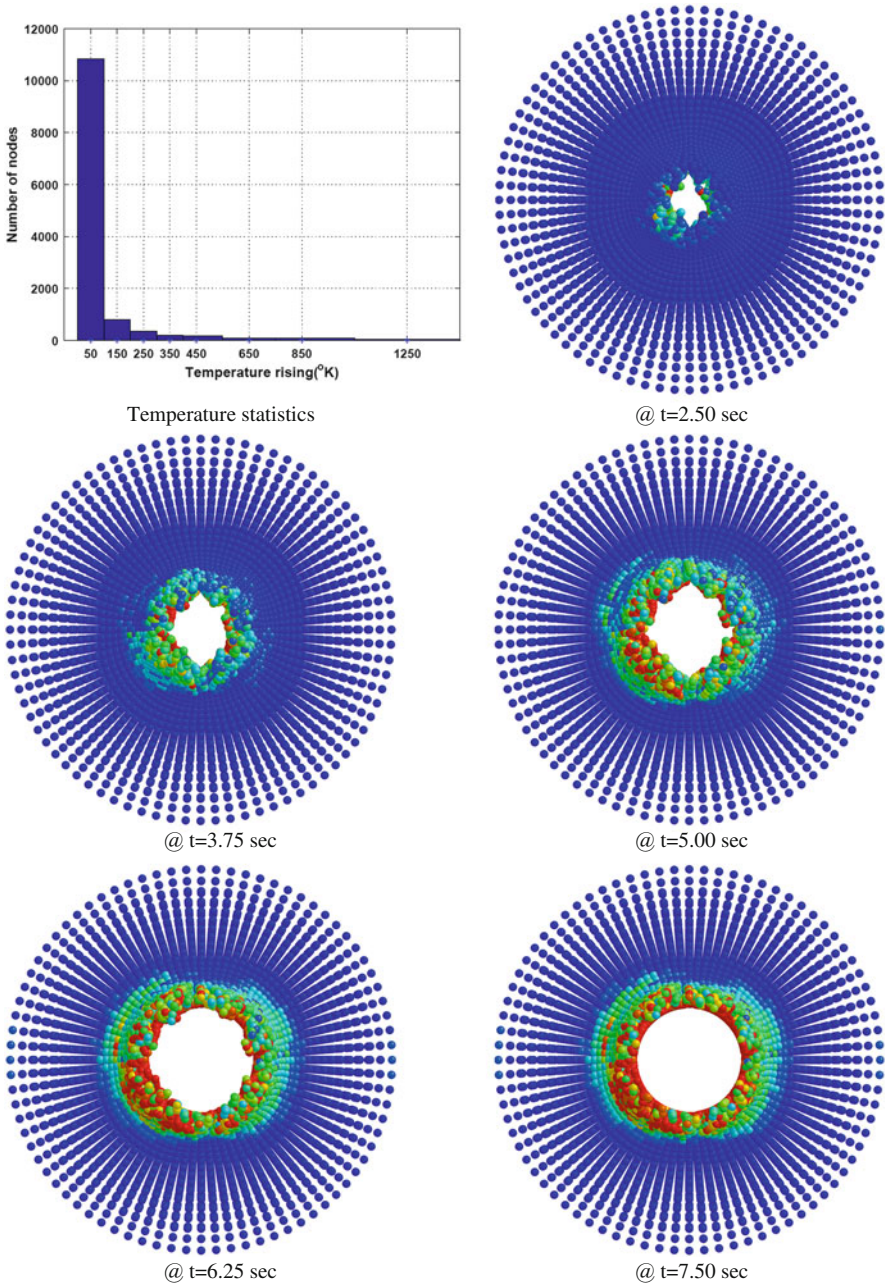 12000
10000
8000
6000
4000
2000
0
Number of nodes
50 150 250 350 450 650 850 1250
Temperature rising(°K)
Temperature statistics
@ t=2.50 sec
@ t=3.75 sec
@ t=5.00 sec
@ t=6.25 sec
@ t=7.50 sec